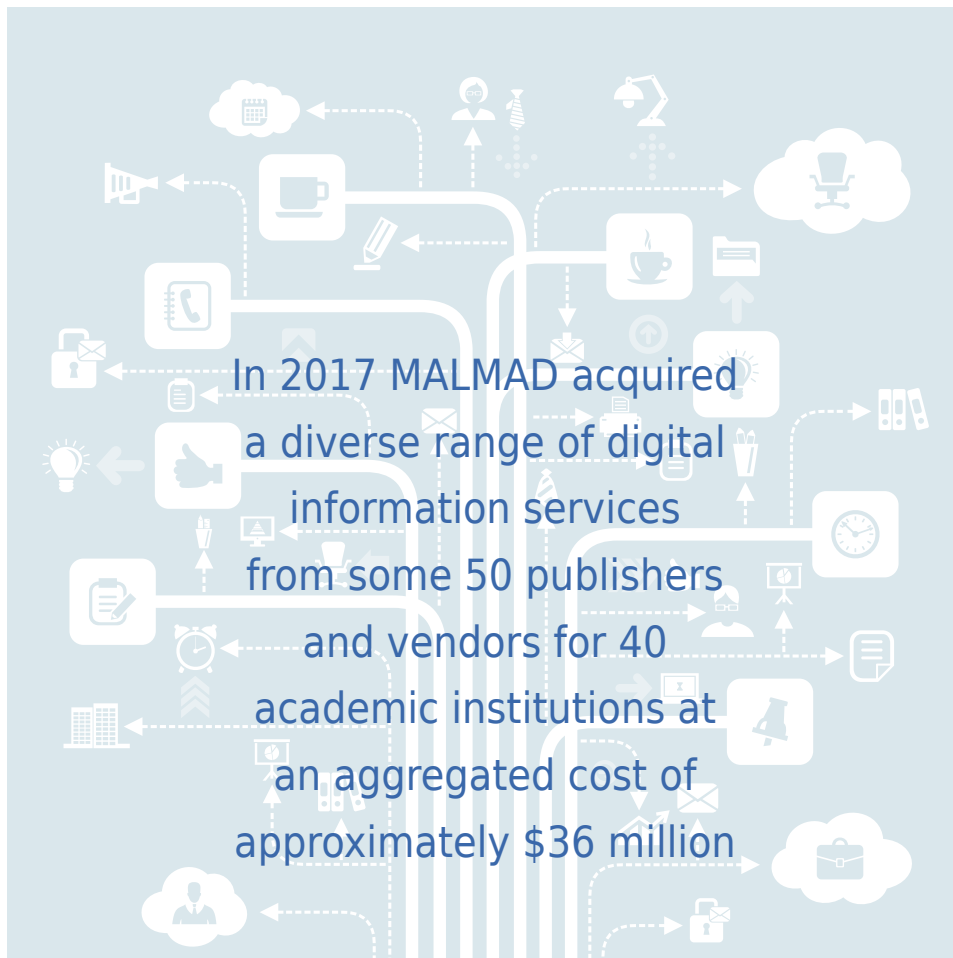 In 2017 MALMAD acquired
a diverse range of digital
information services
from some 50 publishers
and vendors for 40
academic institutions at
an aggregated cost of
approximately $36 million